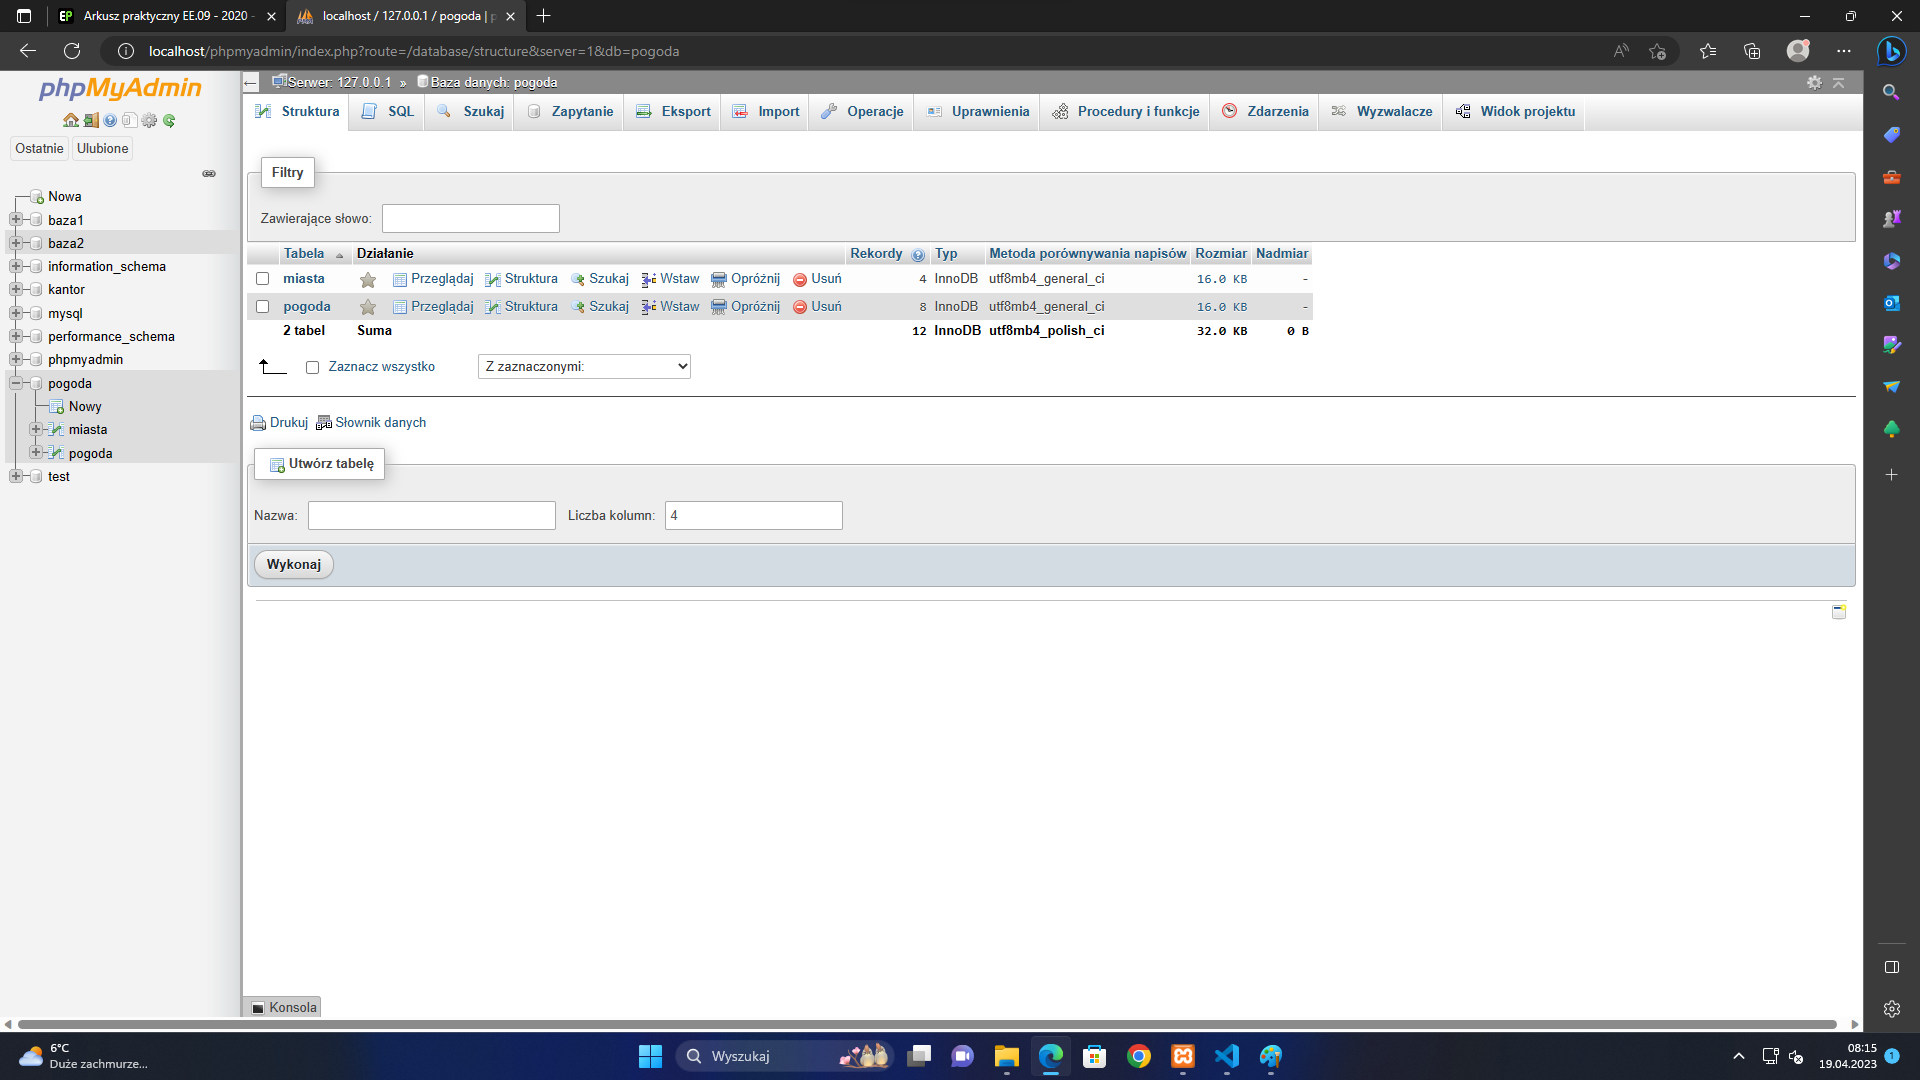 Arkusz praktyczny EE.09 - 2020 -
localhost / 127.0.0.1 / pogoda | p
localhost/phpmyadmin/index.php?route=/database/structure&server=1&db=pogoda
phpMyAdmin
Ostatnie
Ulubione
Nowa
baza1
baza2
information_schema
kantor
mysql
performance_schema
phpmyadmin
pogoda
Nowy
miasta
pogoda
test
Serwer: 127.0.0.1 » Baza danych: pogoda
Struktura
SQL
Szukaj
Zapytanie
Eksport
Import
Operacje
Uprawnienia
Procedury i funkcje
Zdarzenia
Wyzwalacze
Widok projektu
Filtry
Zawierające słowo:
Tabela Działanie Rekordy Typ Metoda porównywania napisów Rozmiar Nadmiar
miasta Przeglądaj Struktura Szukaj Wstaw Opróżnij Usuń 4 InnoDB utf8mb4_general_ci 16.0 KB -
pogoda Przeglądaj Struktura Szukaj Wstaw Opróżnij Usuń 8 InnoDB utf8mb4_general_ci 16.0 KB -
2 tabel Suma 12 InnoDB utf8mb4_polish_ci 32.0 KB 0 B
Zaznacz wszystko
Z zaznaczonymi:
Drukuj Słownik danych
Utwórz tabelę
Nazwa:
Liczba kolumn: 4
Wykonaj
Konsola
6°C
Duże zachmurze...
Wyszukaj
08:15
19.04.2023
1